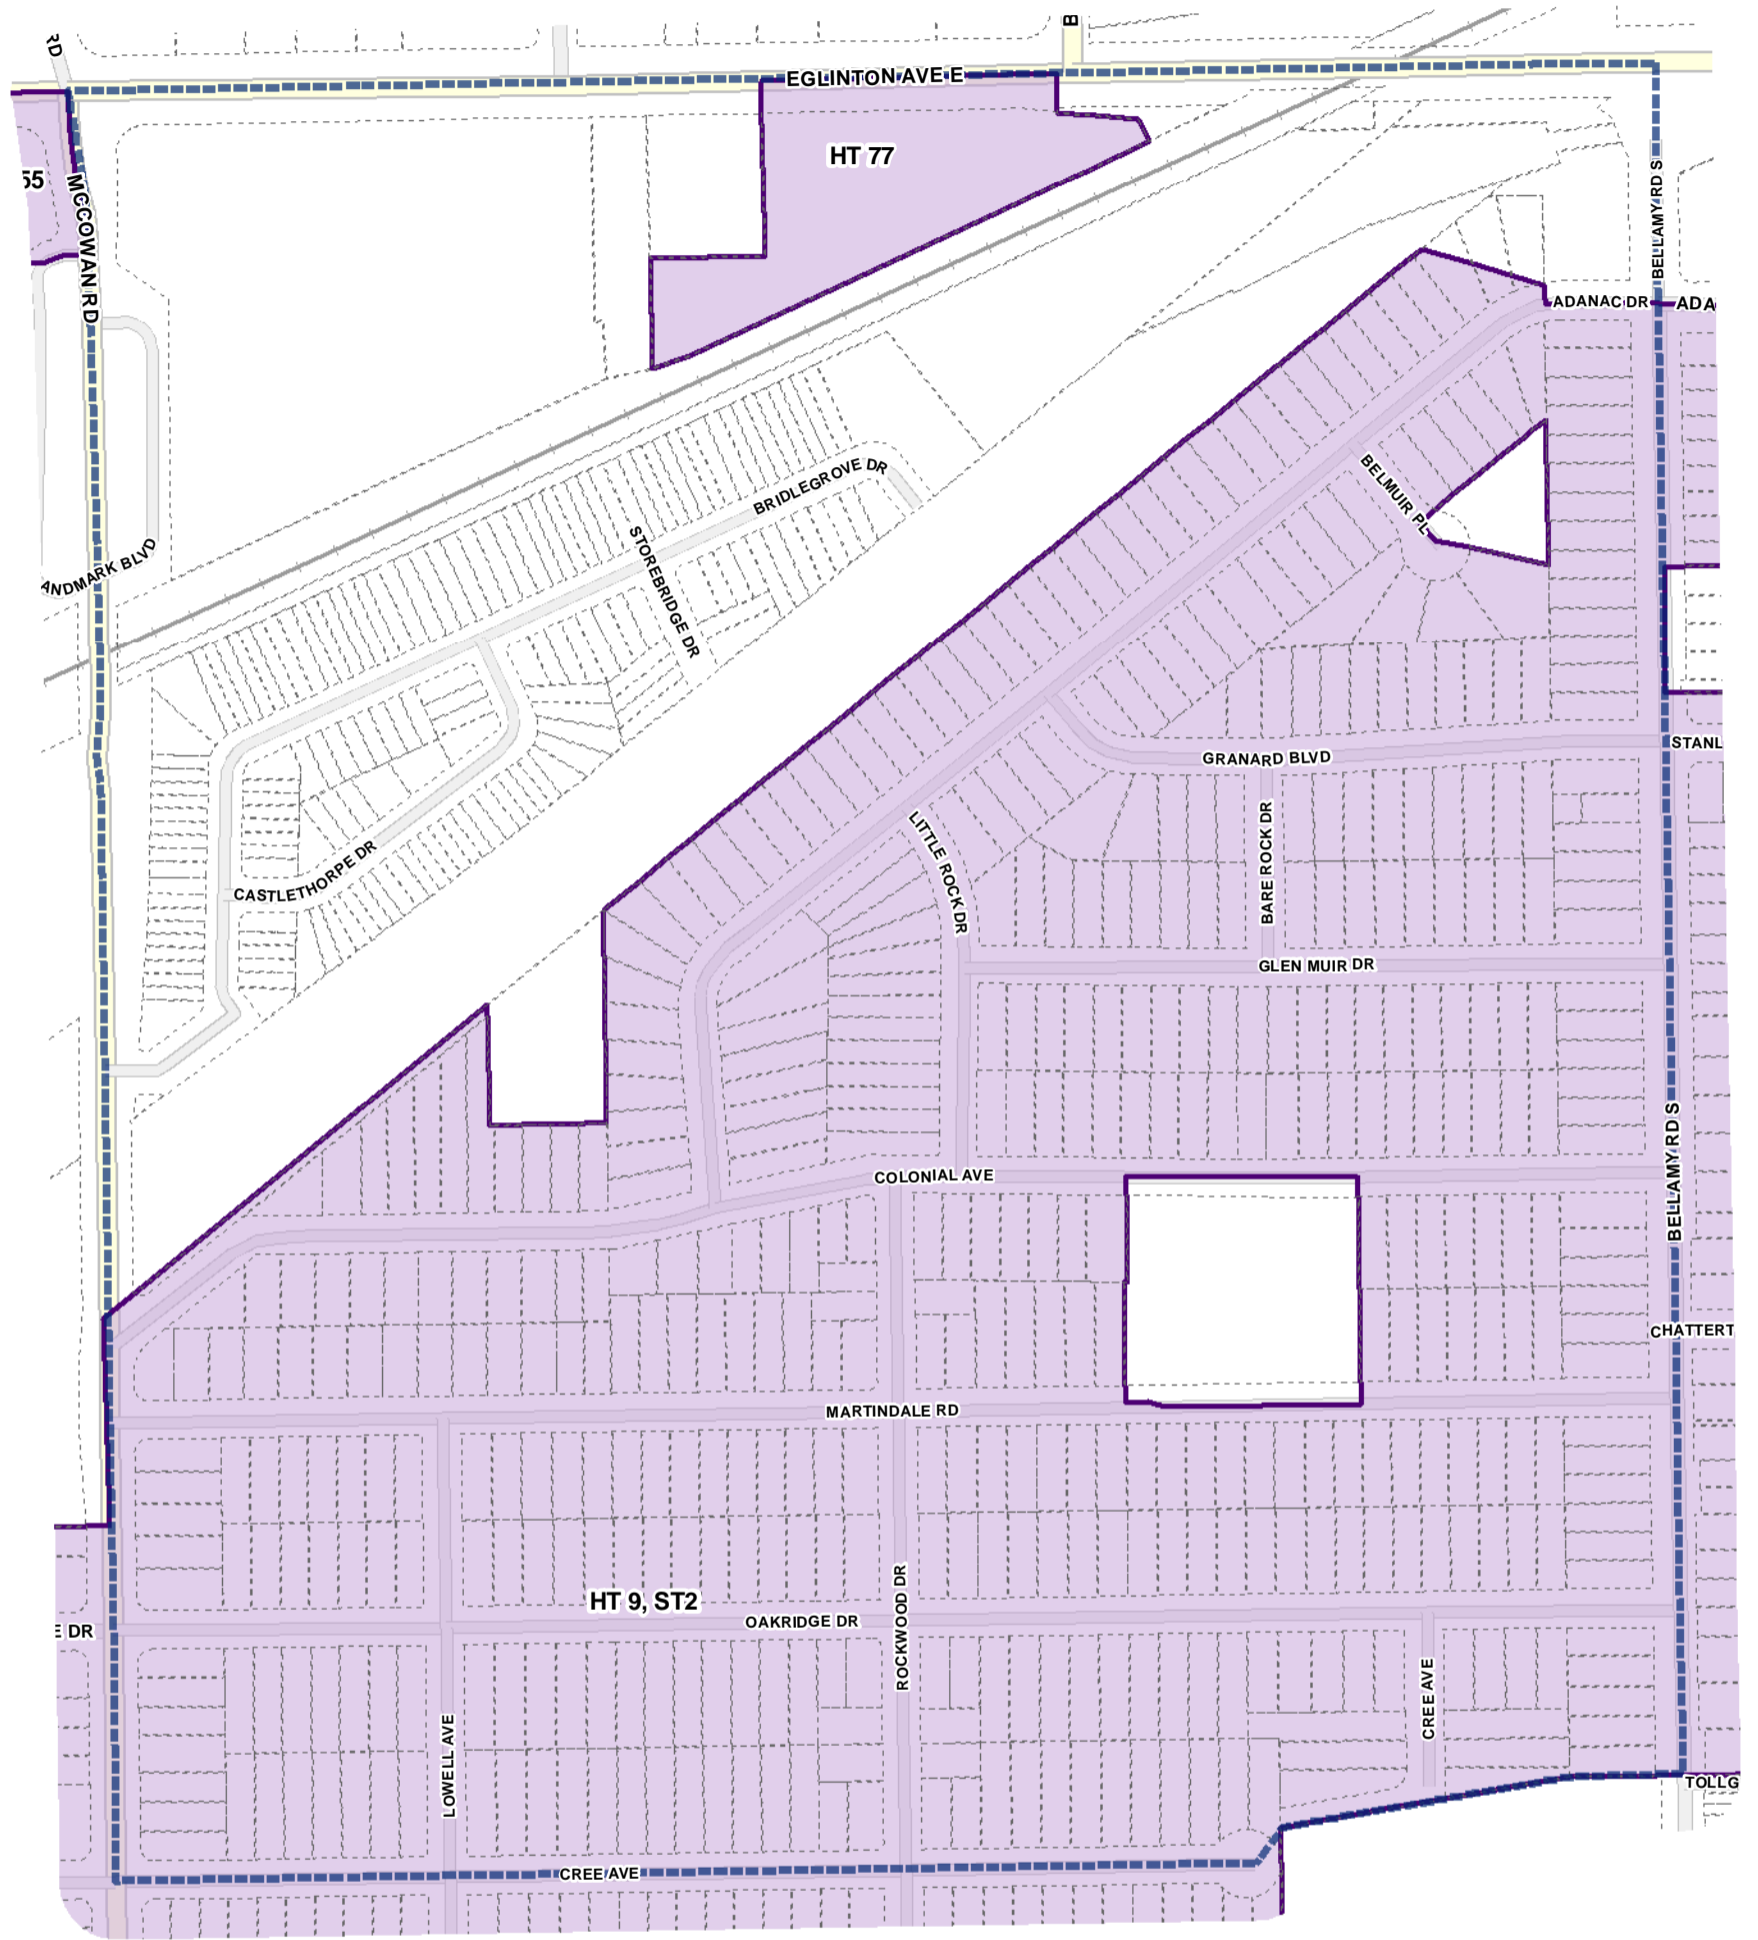 RD
B
EGLINTON AVE E
HT 77
55
MCCOWAN RD
BELLAMY RD S
ADANAC DR
ADA
BRIDLEGROVE DR
BELMUIR PL
STOREBRIDGE DR
ANDMARK BLVD
STANL
GRANARD BLVD
LITTLE ROCK DR
BARE ROCK DR
CASTLETHORPE DR
GLEN MUIR DR
COLONIAL AVE
BELLAMY RD S
CHATTERT
MARTINDALE RD
HT 9, ST2
OAKRIDGE DR
ROCKWOOD DR
E DR
CREE AVE
LOWELL AVE
TOLLG
CREE AVE